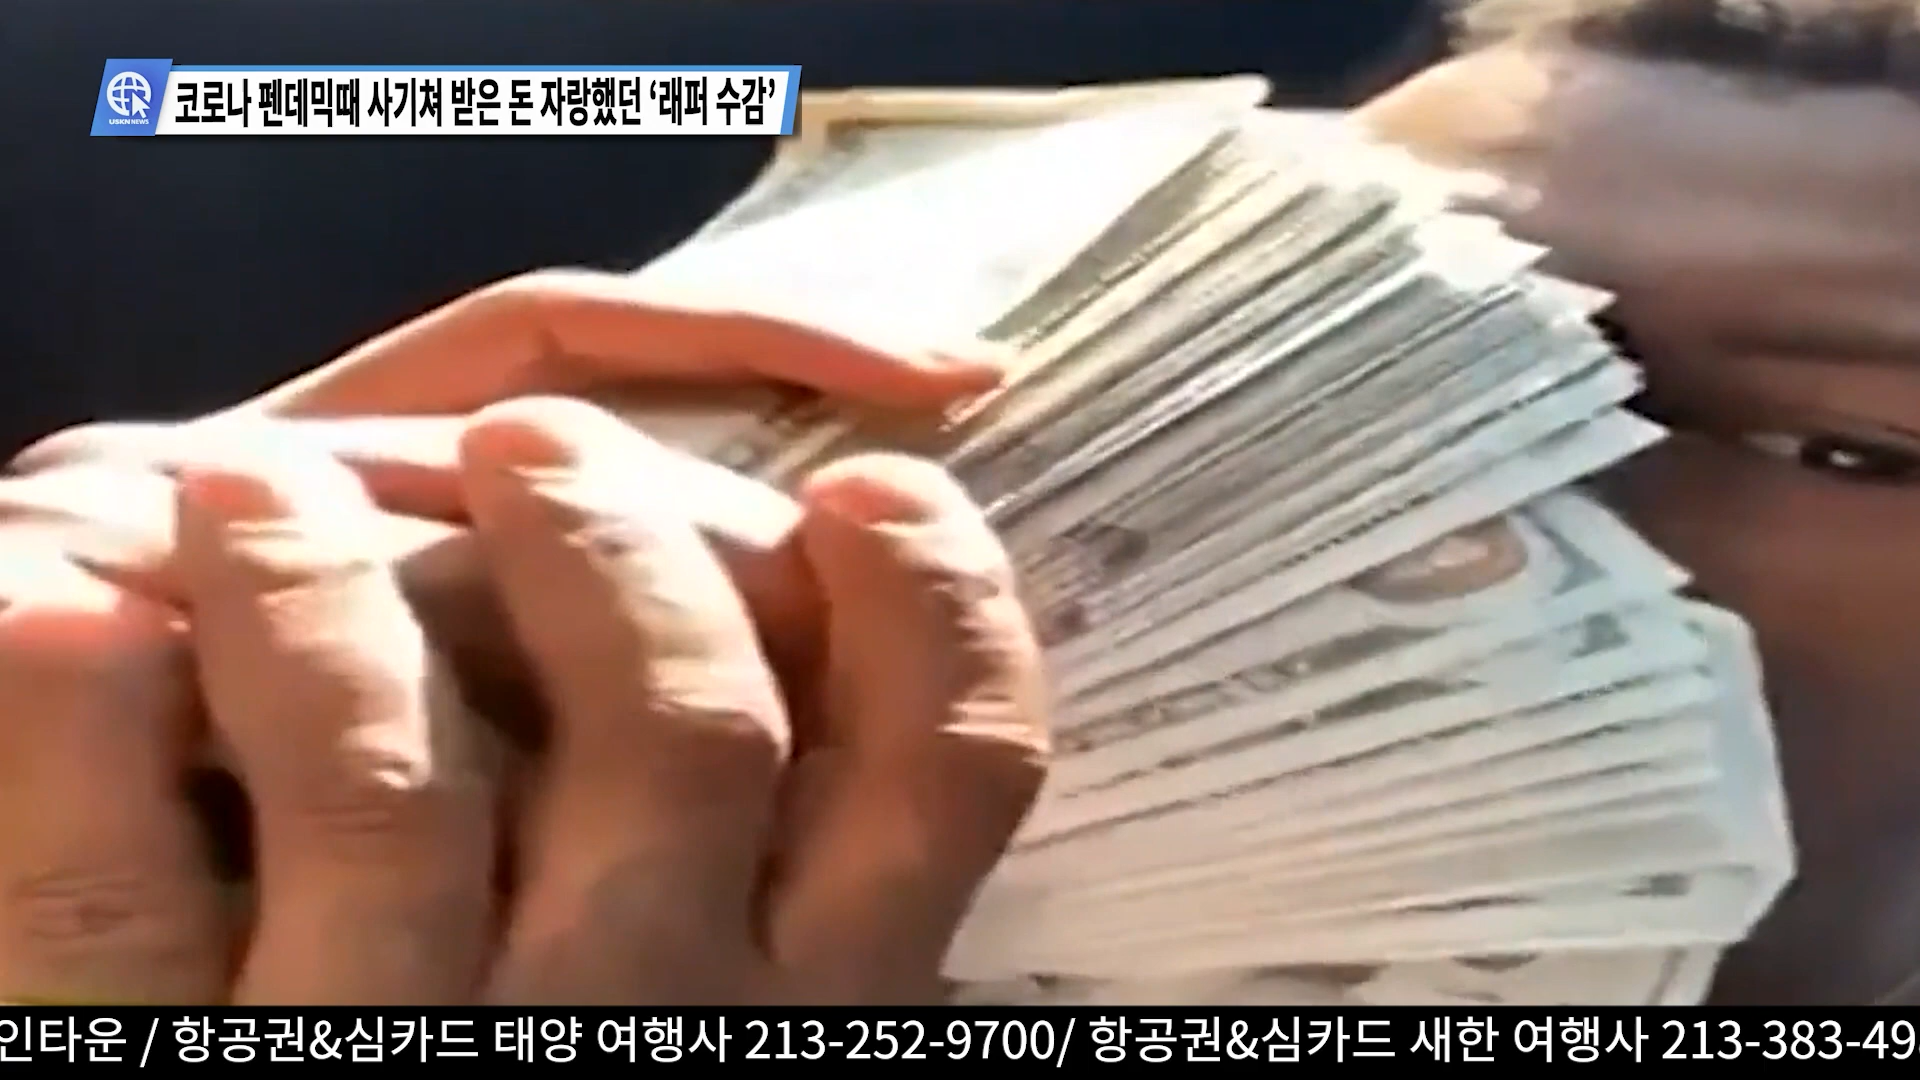 USKN NEWS
코로나 펜데믹때 사기쳐 받은 돈 자랑했던 ‘래퍼 수감’
인타운 / 항공권&심카드 태양 여행사 213-252-9700/ 항공권&심카드 새한 여행사 213-383-49